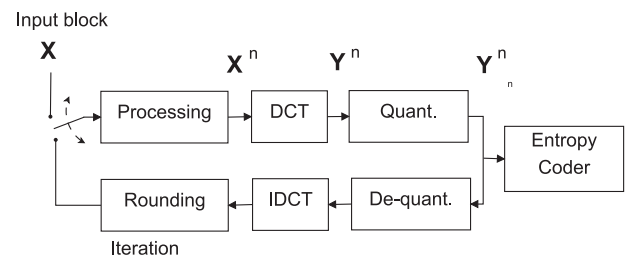 Input block
X
X n
Y n
Y n
n
Processing
DCT
Quant.
Entropy
Coder
Rounding
IDCT
De-quant.
Iteration